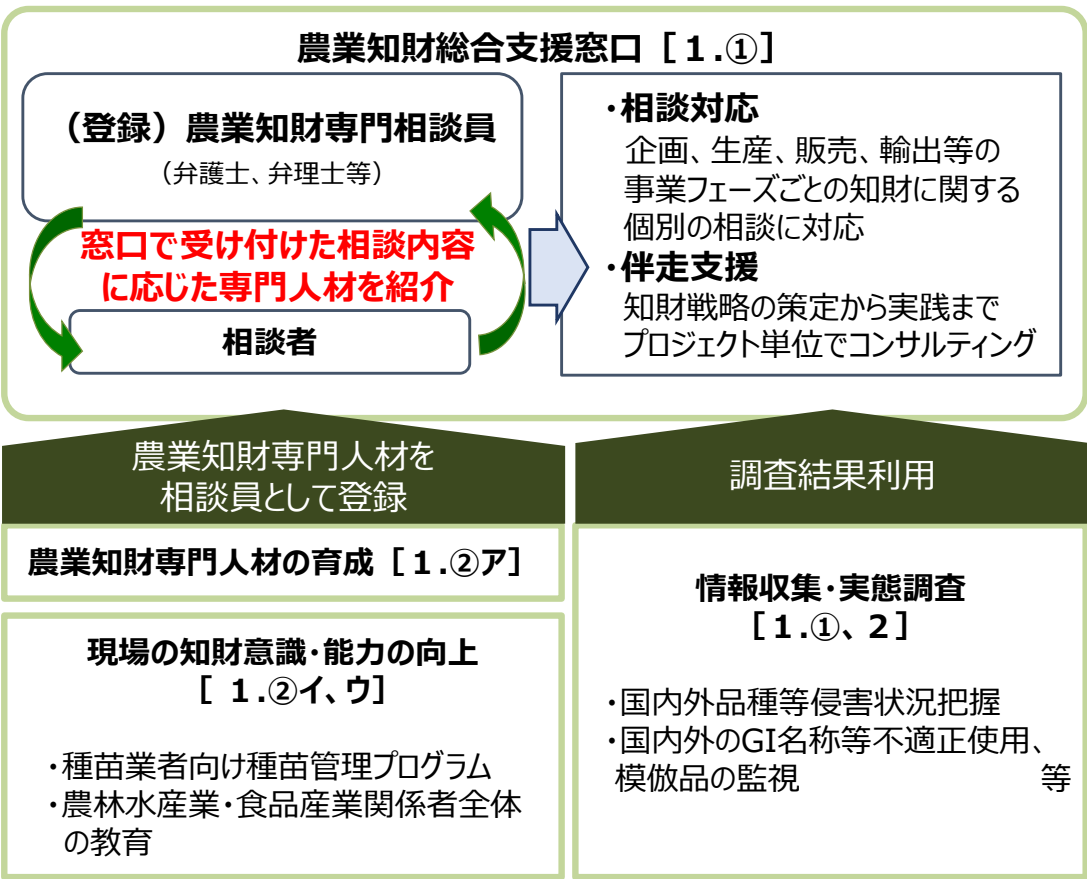 農業知財総合支援窓口［１.①］
（登録）農業知財専門相談員
（弁護士、弁理士等）
窓口で受け付けた相談内容
に応じた専門人材を紹介
相談者
・相談対応
企画、生産、販売、輸出等の
事業フェーズごとの知財に関する
個別の相談に対応
・伴走支援
知財戦略の策定から実践まで
プロジェクト単位でコンサルティング
農業知財専門人材を
相談員として登録
農業知財専門人材の育成［１.②ア］
現場の知財意識・能力の向上
［ １.②イ、ウ］
・種苗業者向け種苗管理プログラム
・農林水産業・食品産業関係者全体
の教育
調査結果利用
情報収集・実態調査
［１.①、２］
・国内外品種等侵害状況把握
・国内外のGI名称等不適正使用、
模倣品の監視　　　　　　　等